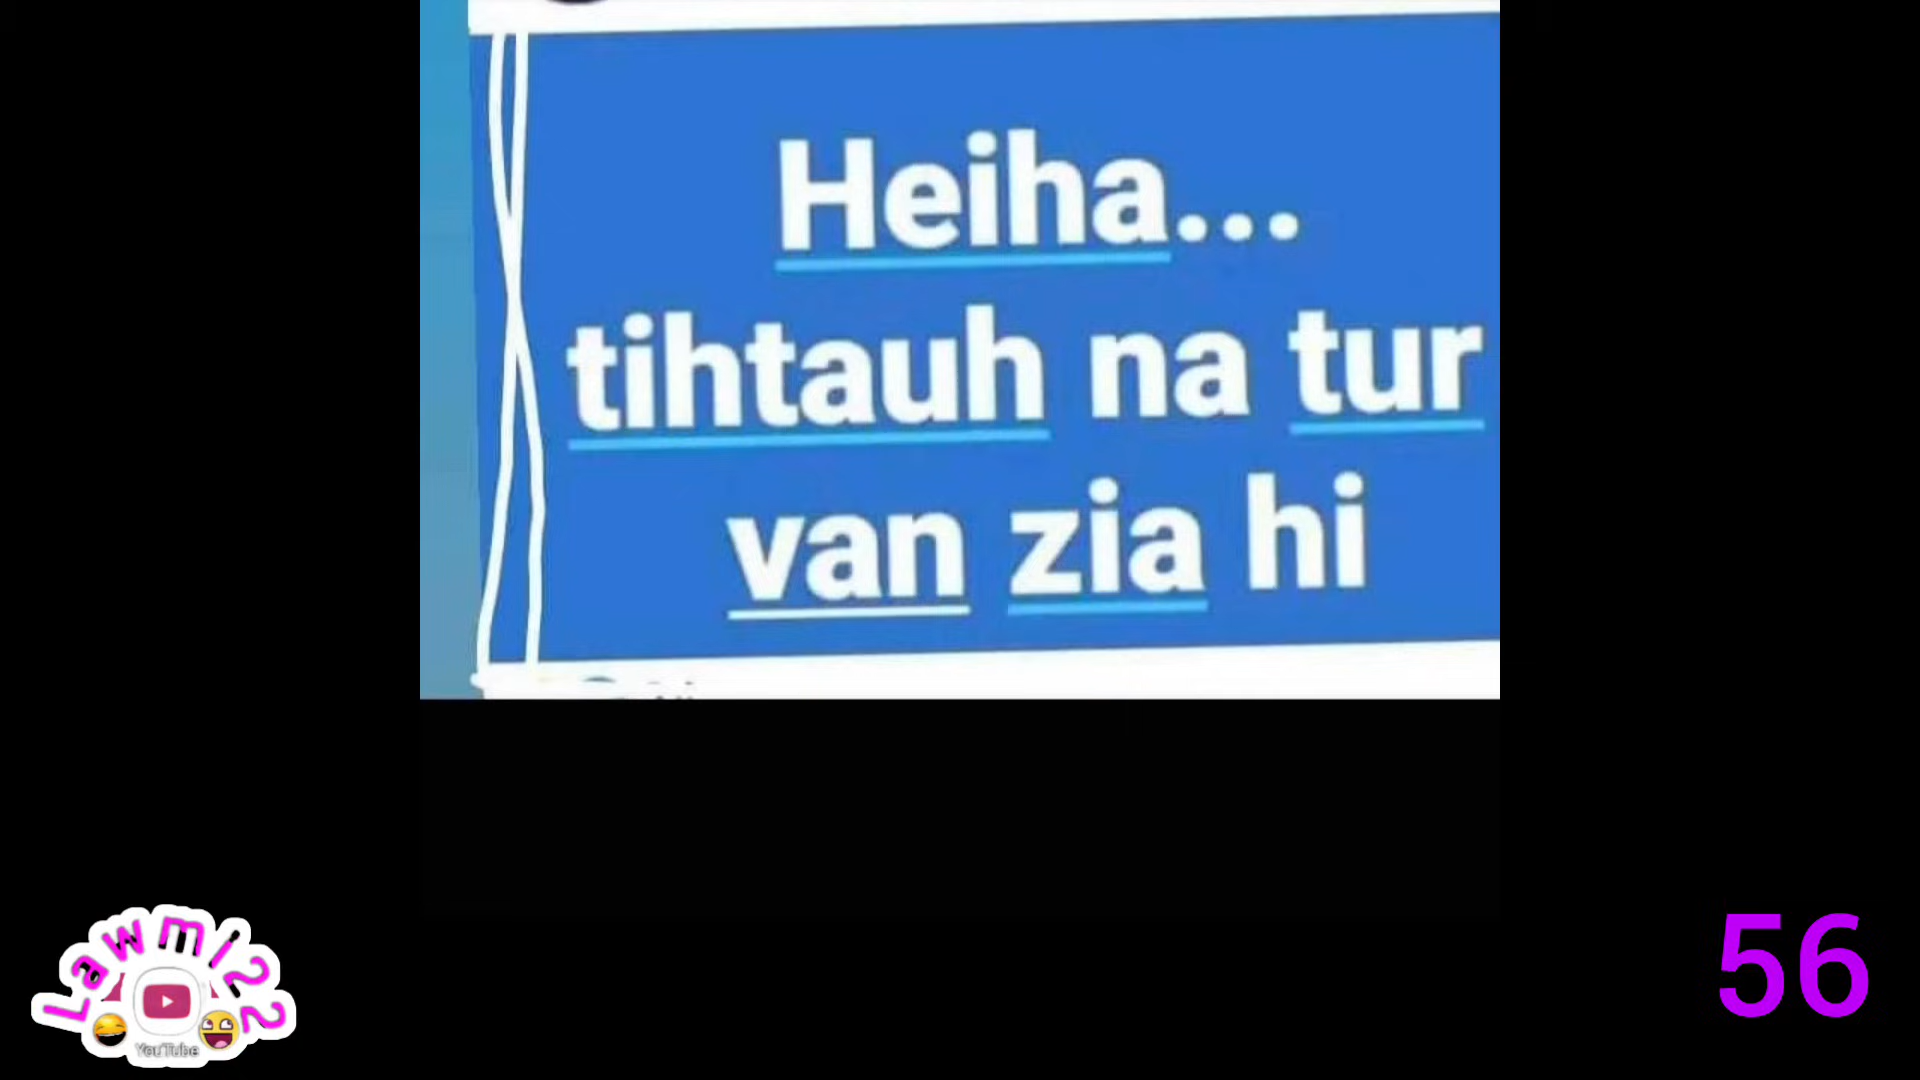 Heiha...
tihtauh na tur
van zia hi
Lawmi22
YouTube
56